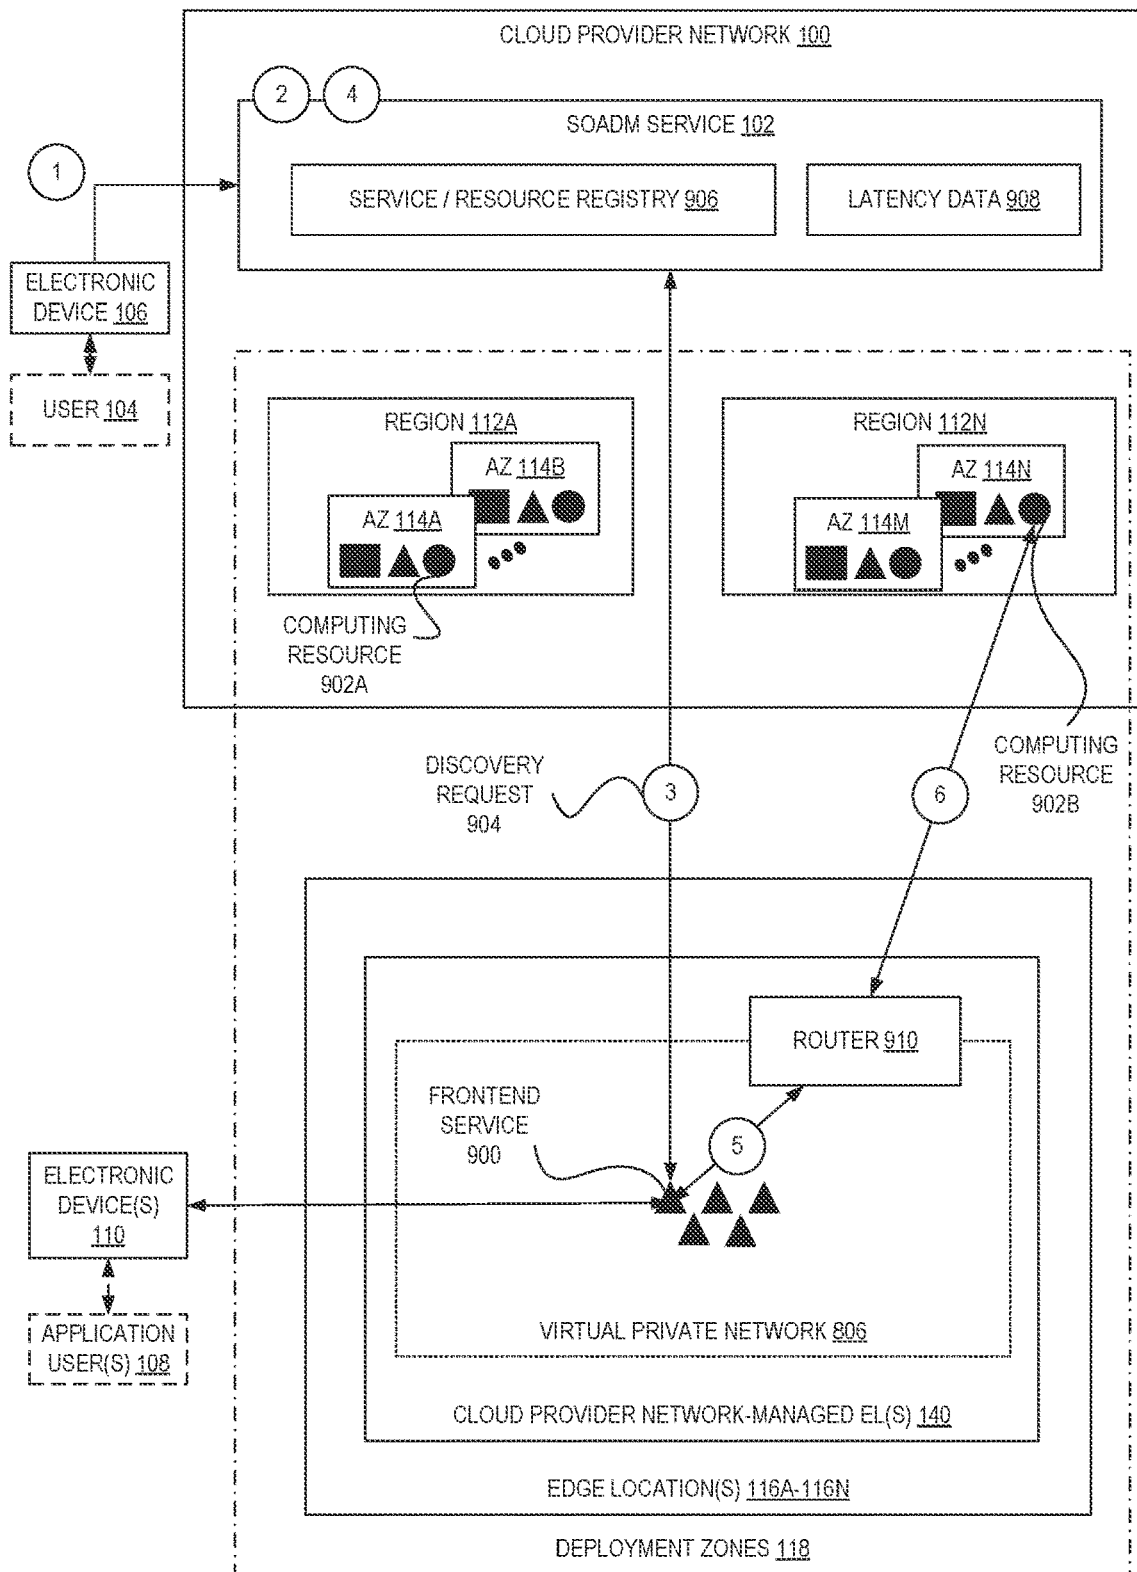 CLOUD PROVIDER NETWORK 100
2
4
SOADM SERVICE 102
1
SERVICE / RESOURCE REGISTRY 906
LATENCY DATA 908
ELECTRONIC
DEVICE 106
USER 104
REGION 112A
AZ 114B
AZ 114A
REGION 112N
AZ 114N
AZ 114M
COMPUTING
RESOURCE
902A
COMPUTING
RESOURCE
902B
DISCOVERY
REQUEST
904
3
6
ROUTER 910
FRONTEND
SERVICE
900
5
ELECTRONIC
DEVICE(S)
110
APPLICATION
USER(S) 108
VIRTUAL PRIVATE NETWORK 806
CLOUD PROVIDER NETWORK-MANAGED EL(S) 140
EDGE LOCATION(S) 116A-116N
DEPLOYMENT ZONES 118